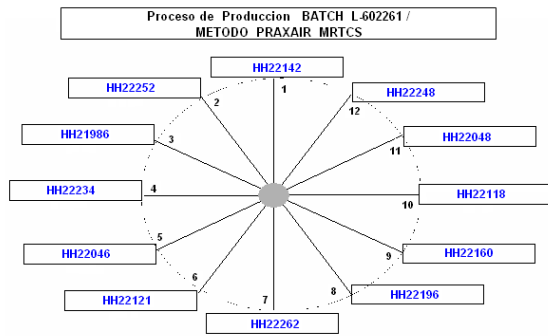 Proceso de Produccion BATCH L-602261 /
METODO PRAXAIR MRTCS
HH22142
1
HH22252
2
HH22248
12
HH21986
3
HH22048
11
HH22234
4
HH22118
10
HH22046
5
HH22160
9
HH22121
6
HH22196
8
7
HH22262